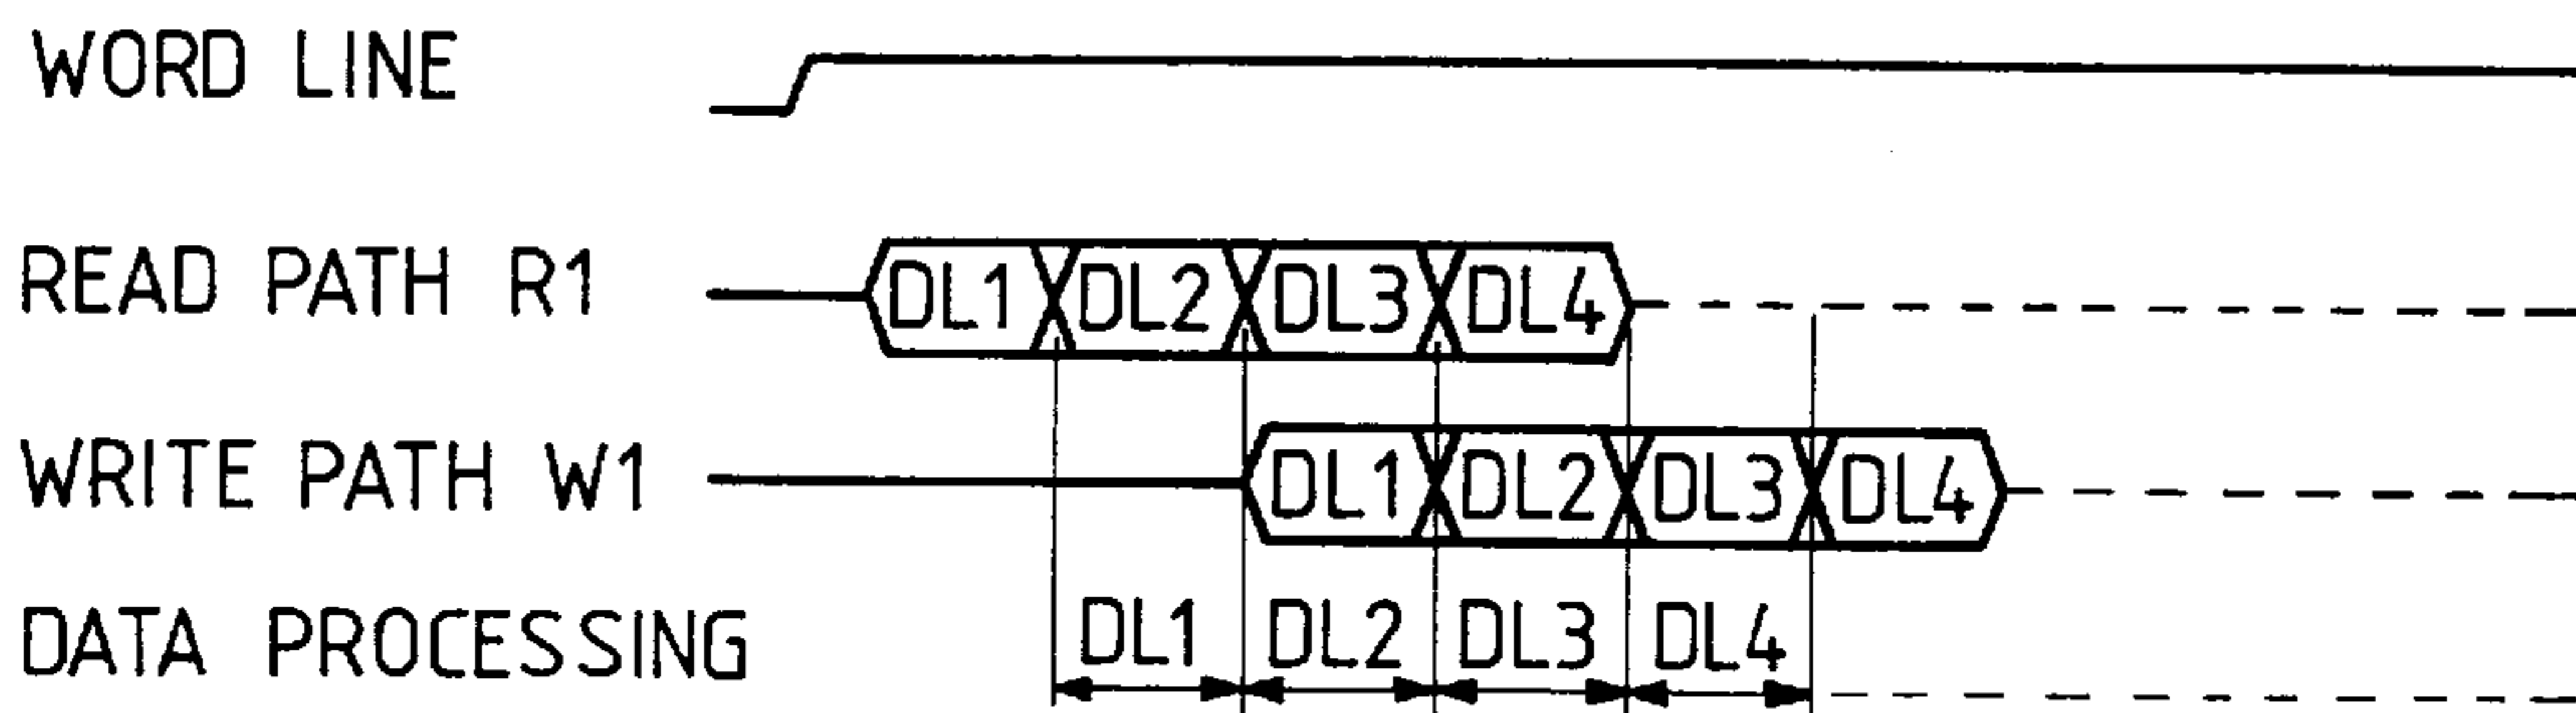 WORD LINE
READ PATH R1 DL1 DL2 DL3 DL4
WRITE PATH W1 DL1 DL2 DL3 DL4
DATA PROCESSING DL1 DL2 DL3 DL4